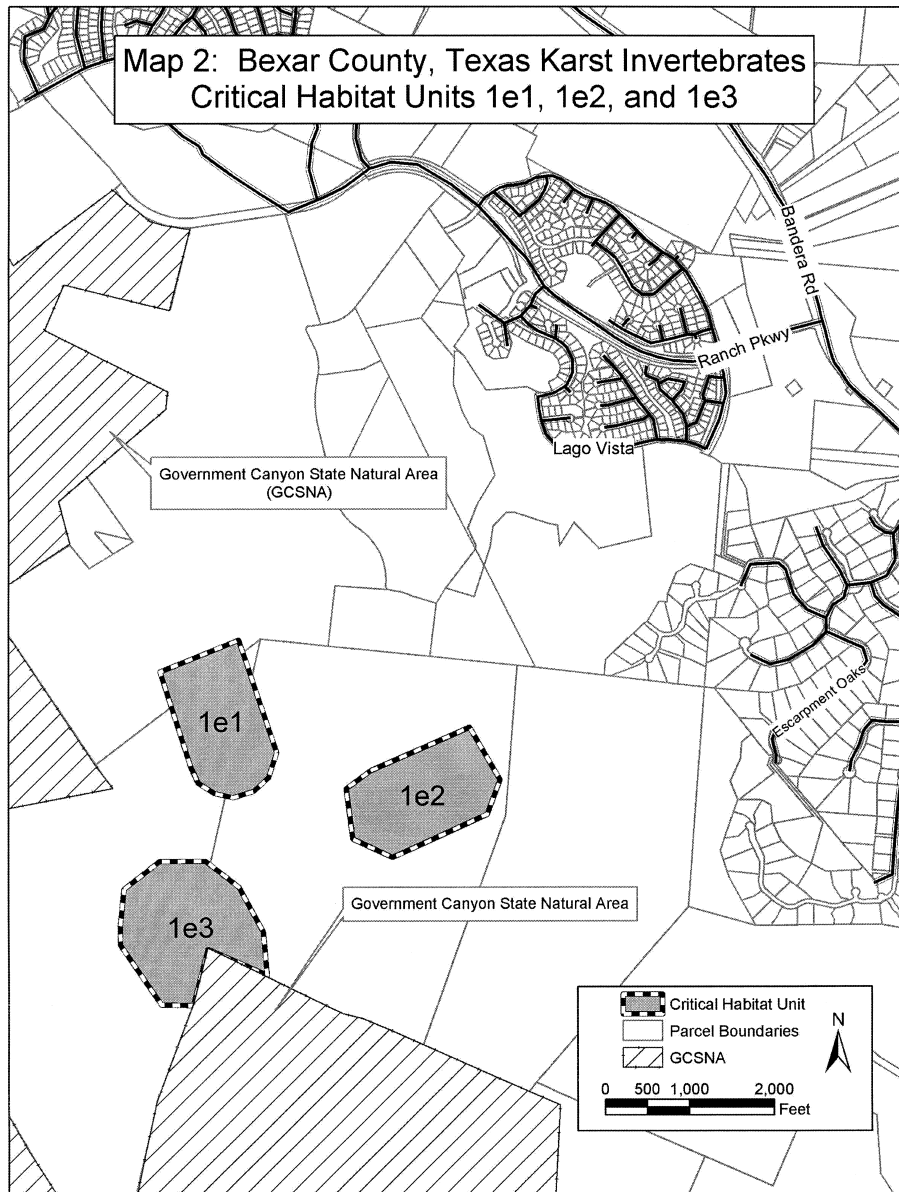 Map 2: Bexar County, Texas Karst Invertebrates
Critical Habitat Units 1e1, 1e2, and 1e3
Bandera Rd
Ranch Pkwy
Lago Vista
Government Canyon State Natural Area
(GCSNA)
Escarpment Oaks
1e1
1e2
1e3
Government Canyon State Natural Area
Critical Habitat Unit
Parcel Boundaries
GCSNA
N
0 500 1,000 2,000
Feet